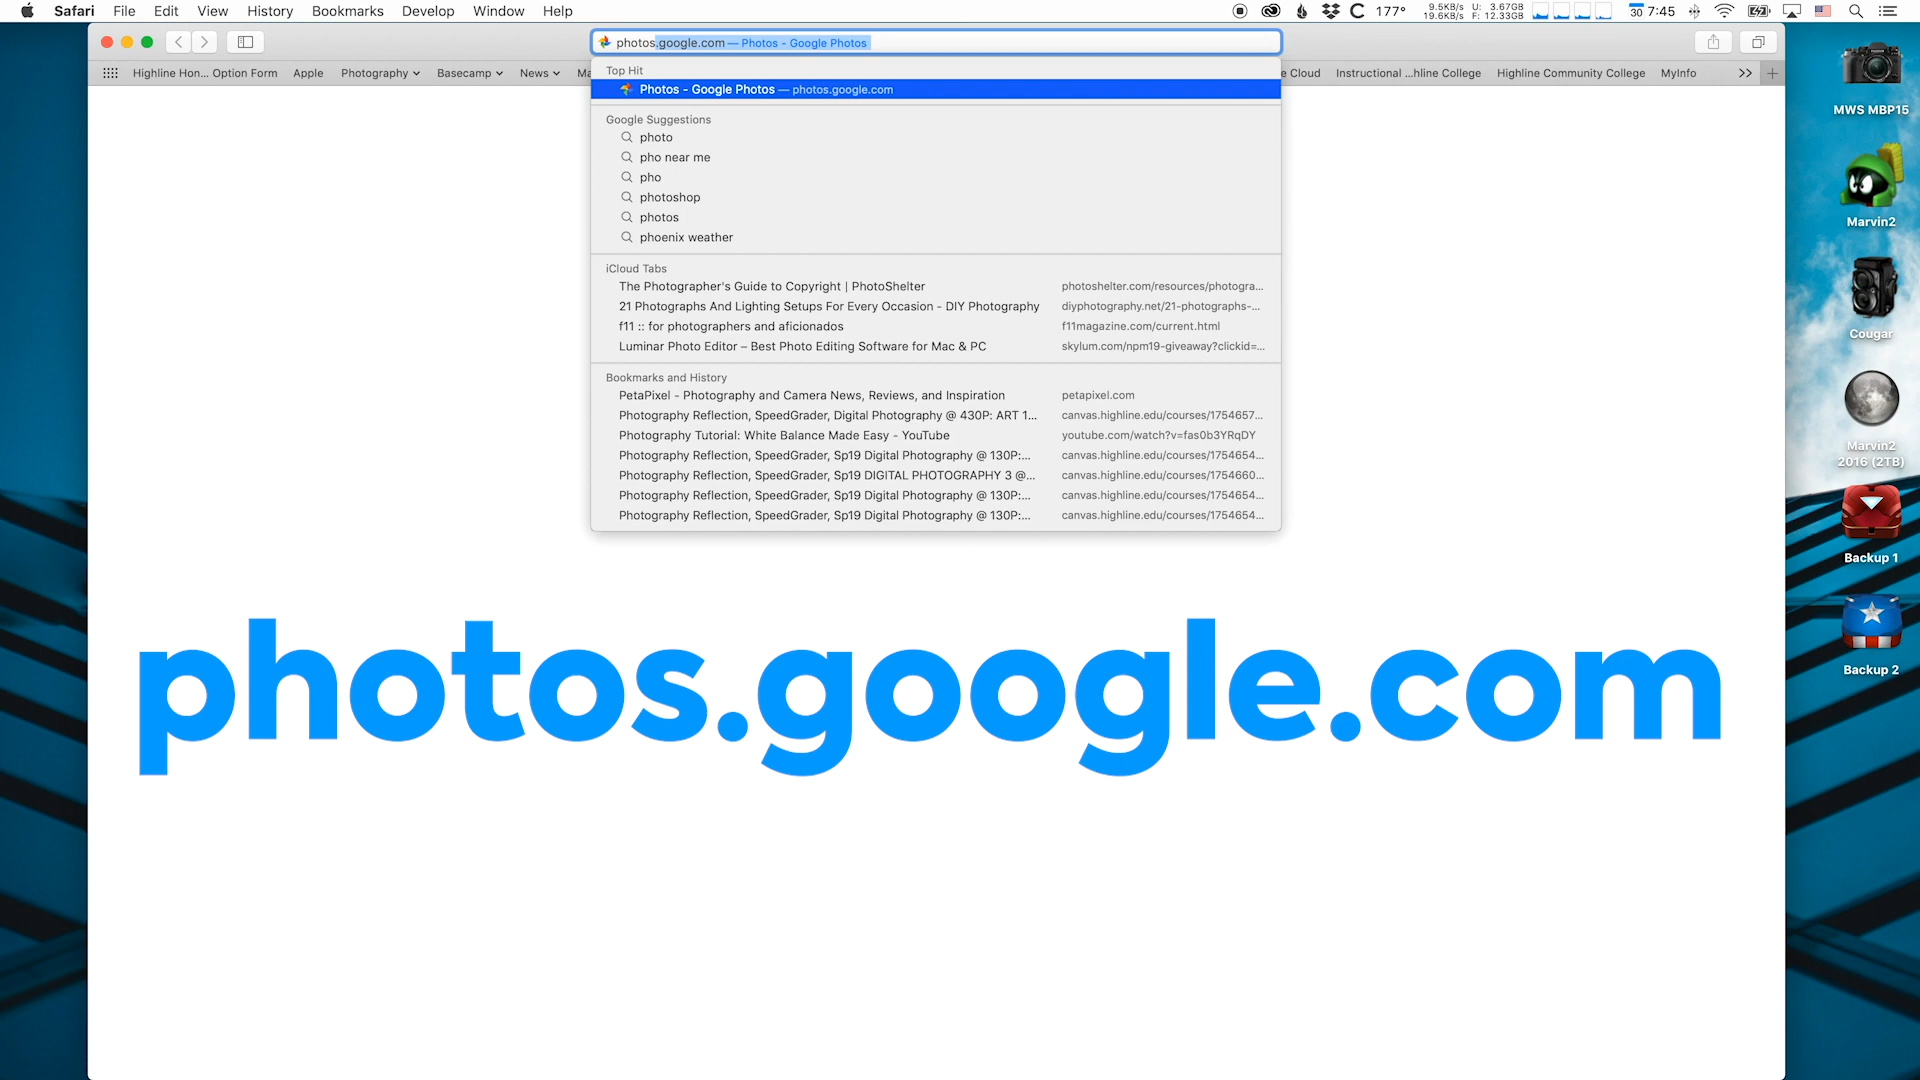 Safari File Edit View History Bookmarks Develop Window Help 177° 9.5KB/s 19.6KB/s U: 3.67GB F: 12.33GB 30 7:45
photos.google.com — Photos - Google Photos
Highline Hon... Option Form Apple Photography Basecamp News Ma e Cloud Instructional ...hline College Highline Community College MyInfo
Top Hit
Photos - Google Photos — photos.google.com
Google Suggestions
photo
pho near me
pho
photoshop
photos
phoenix weather
iCloud Tabs
The Photographer's Guide to Copyright | PhotoShelter photoshelter.com/resources/photogra...
21 Photographs And Lighting Setups For Every Occasion - DIY Photography diyphotography.net/21-photographs-...
f11 :: for photographers and aficionados f11magazine.com/current.html
Luminar Photo Editor – Best Photo Editing Software for Mac & PC skylum.com/npm19-giveaway?clickid=...
Bookmarks and History
PetaPixel - Photography and Camera News, Reviews, and Inspiration petapixel.com
Photography Reflection, SpeedGrader, Digital Photography @ 430P: ART 1... canvas.highline.edu/courses/1754657...
Photography Tutorial: White Balance Made Easy - YouTube youtube.com/watch?v=fas0b3YRqDY
Photography Reflection, SpeedGrader, Sp19 Digital Photography @ 130P:... canvas.highline.edu/courses/1754654...
Photography Reflection, SpeedGrader, Sp19 DIGITAL PHOTOGRAPHY 3 @... canvas.highline.edu/courses/1754660...
Photography Reflection, SpeedGrader, Sp19 Digital Photography @ 130P:... canvas.highline.edu/courses/1754654...
Photography Reflection, SpeedGrader, Sp19 Digital Photography @ 130P:... canvas.highline.edu/courses/1754654...
photos.google.com
MWS MBP15
Marvin2
Cougar
Marvin2
2016 (2TB)
Backup 1
Backup 2